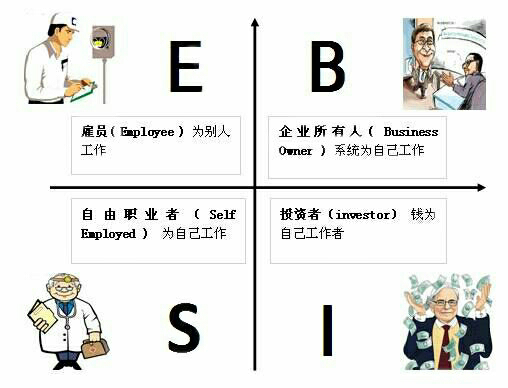 E
B
雇员( Employee ) 为别人
工作
企业所有人( Business
Owner ) 系统为自己工作
自由职业者( Self
Employed ) 为自己工作
投资者 (investor) 钱为
自己工作者
S
I